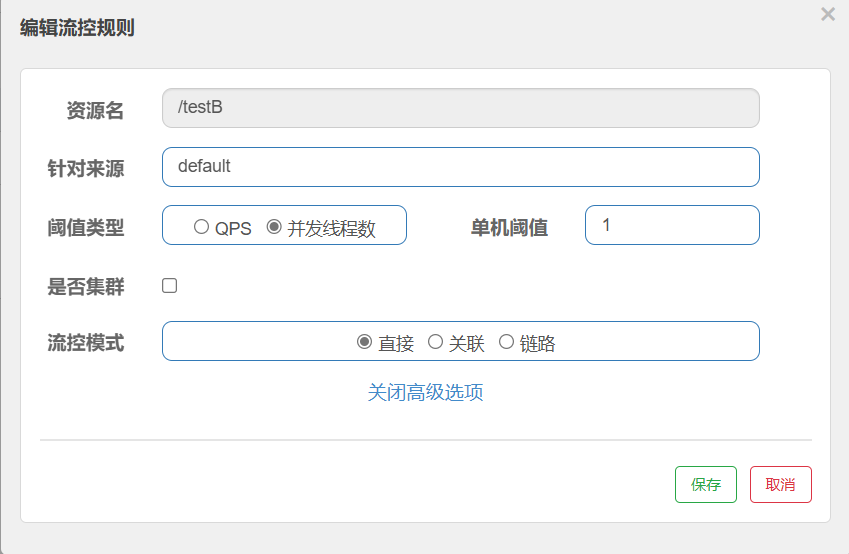 编辑流控规则 ×
资源名 /testB
针对来源 default
阈值类型 QPS 并发线程数 单机阈值 1
是否集群
流控模式 直接 关联 链路
关闭高级选项
保存 取消